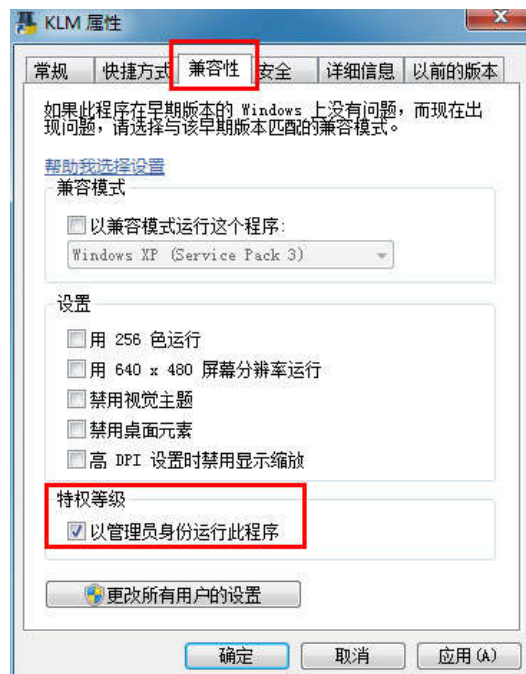 KLM 属性
常规 快捷方式 兼容性 安全 详细信息 以前的版本
如果此程序在早期版本的 Windows 上没有问题，而现在出
现问题，请选择与该早期版本匹配的兼容模式。
帮助我选择设置
兼容模式
以兼容模式运行这个程序:
Windows XP (Service Pack 3)
设置
用 256 色运行
用 640 x 480 屏幕分辨率运行
禁用视觉主题
禁用桌面元素
高 DPI 设置时禁用显示缩放
特权等级
以管理员身份运行此程序
更改所有用户的设置
确定 取消 应用(A)